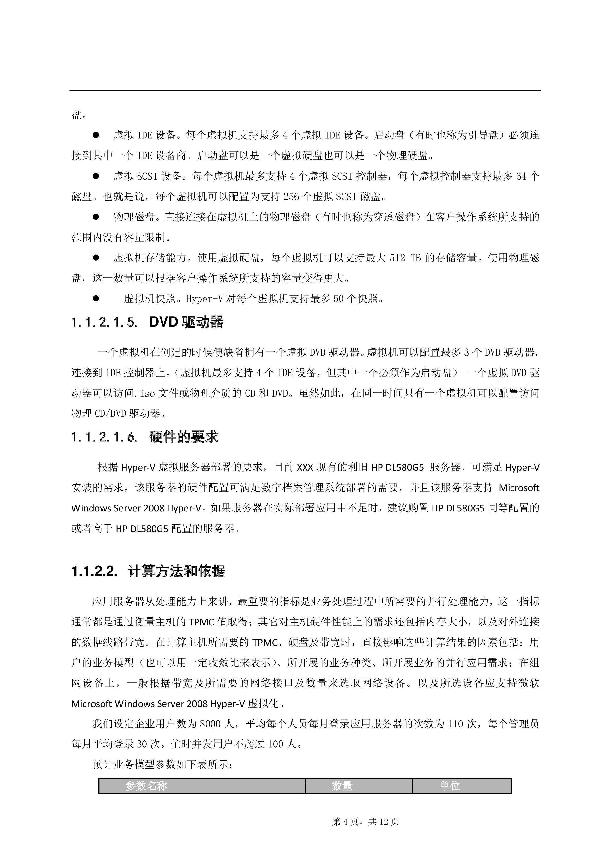 盘。
● 虚拟 IDE 设备。每个虚拟机支持最多 4 个虚拟 IDE 设备。启动盘（有时也称为引导盘）必须连
接到其中一个 IDE 设备商。启动盘可以是一个虚拟硬盘也可以是一个物理硬盘。
● 虚拟 SCSI 设备。每个虚拟机最多支持 4 个虚拟 SCSI 控制器，每个虚拟控制器支持最多 64 个
磁盘。也就是说，每个虚拟机可以配置为支持 256 个虚拟 SCSI 磁盘。
● 物理磁盘。直接连接在虚拟机上的物理磁盘（有时也称为穿透磁盘）在客户操作系统所支持的
范围内没有容量限制。
● 虚拟机存储能力。使用虚拟硬盘，每个虚拟机可以支持最大 512 TB 的存储容量。使用物理磁
盘，这一数量可以根据客户操作系统所支持的容量变得更大。
● 虚拟机快照。Hyper-V 对每个虚拟机支持最多 50 个快照。
1.1.2.1.5. DVD 驱动器
一个虚拟机在创建的时候便缺省拥有一个虚拟 DVD 驱动器。虚拟机可以配置最多 3 个 DVD 驱动器，
连接到 IDE 控制器上。（虚拟机最多支持 4 个 IDE 设备，但其中一个必须作为启动盘）一个虚拟 DVD 驱
动器可以访问.iso 文件或物理介质的 CD 和 DVD。虽然如此，在同一时间只有一个虚拟机可以配置访问
物理 CD/DVD 驱动器。
1.1.2.1.6. 硬件的要求
根据 Hyper-V 虚拟服务器部署的要求，目前 XXX 现有的利旧 HP DL580G5 服务器，可满足 Hyper-V
安装的需求，该服务器的硬件配置可满足数字档案管理系统部署的需要，并且该服务器支持 Microsoft
Windows Server 2008 Hyper-V。如果服务器在实际部署应用中不足时，建议购置 HP DL580G5 同等配置的
或者高于 HP DL580G5 配置的服务器。
1.1.2.2. 计算方法和依据
应用服务器从处理能力上来讲，最重要的指标是业务处理过程中所需要的并行处理能力，这一指标
通常都是通过衡量主机的 TPMC 值取得；其它对主机硬件性能上的需求还包括内存大小，以及对外连接
的数据线路带宽。在计算主机所需要的 TPMC、硬盘及带宽时，直接影响这些计算结果的因素包括：用
户的业务模型（也可以用一定收敛比来表示）、所开展的业务种类、所开展业务的并行应用需求；在组
网设备上，一般根据带宽及所需要的网络接口及数量来选取网络设备。以及所选设备应支持微软
Microsoft Windows Server 2008 Hyper-V 虚拟化。
我们设定企业用户数为 8000 人，平均每个人员每月登录应用服务器的次数为 110 次，每个管理员
每月平均登录 30 次，忙时并发用户不超过 100 人。
预计业务模型参数如下表所示：
参数名称 数量 单位
第 4 页，共 12 页